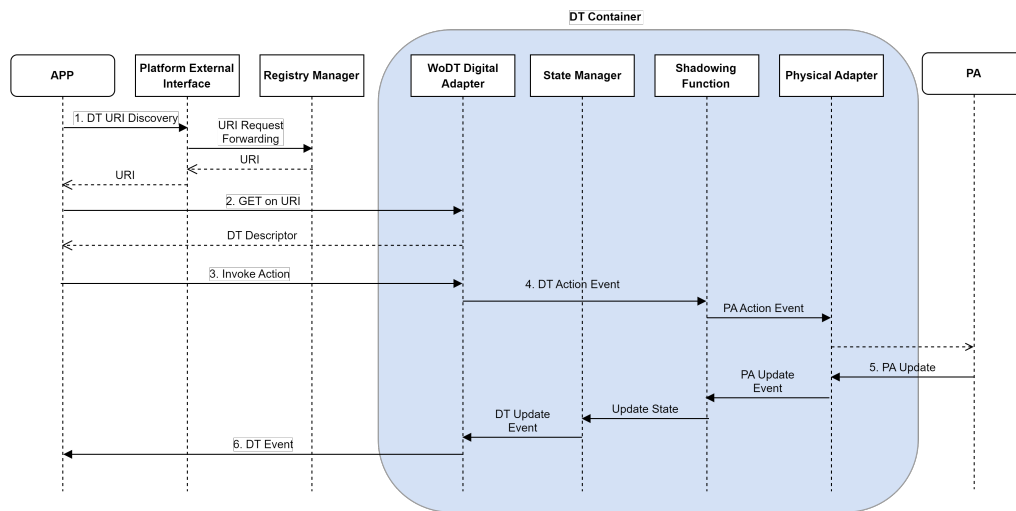 DT Container
APP
Platform External
Interface
Registry Manager
WoDT Digital
Adapter
State Manager
Shadowing
Function
Physical Adapter
PA
1. DT URI Discovery
URI Request
Forwarding
URI
URI
2. GET on URI
DT Descriptor
3. Invoke Action
4. DT Action Event
PA Action Event
5. PA Update
PA Update
Event
Update State
DT Update
Event
6. DT Event